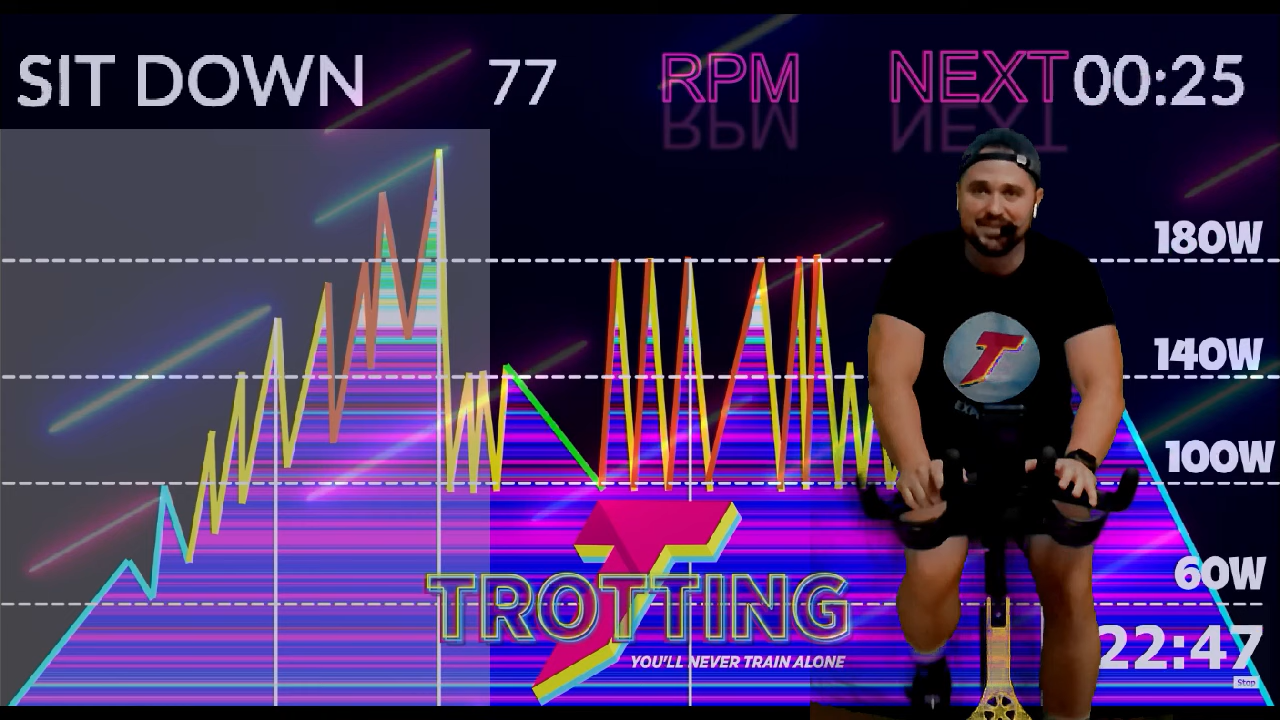 SIT DOWN 77 RPM NEXT 00:25
180W
140W
100W
60W
TROTTING
YOU'LL NEVER TRAIN ALONE
22:47
Stop